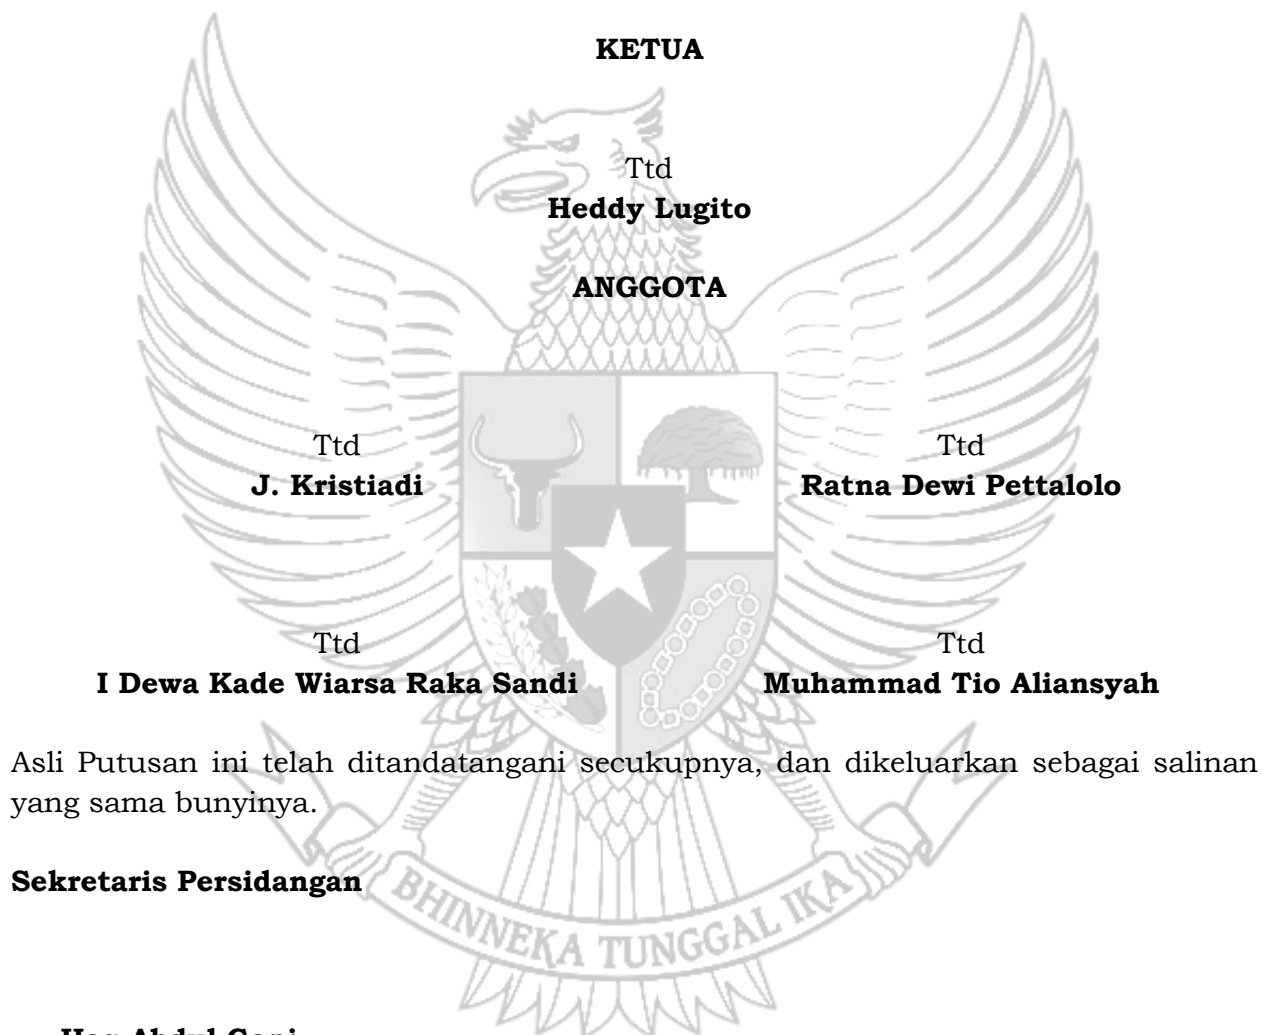 KETUA
Ttd
Heddy Lugito
ANGGOTA
Ttd
Ttd
J. Kristiadi
Ratna Dewi Pettalolo
Ttd
Ttd
I Dewa Kade Wiarsa Raka Sandi
Muhammad Tio Aliansyah
Asli Putusan ini telah ditandatangani secukupnya, dan dikeluarkan sebagai salinan
yang sama bunyinya.
Sekretaris Persidangan
BHINNEKA TUNGGAL IKA
Haq Abdul Gani